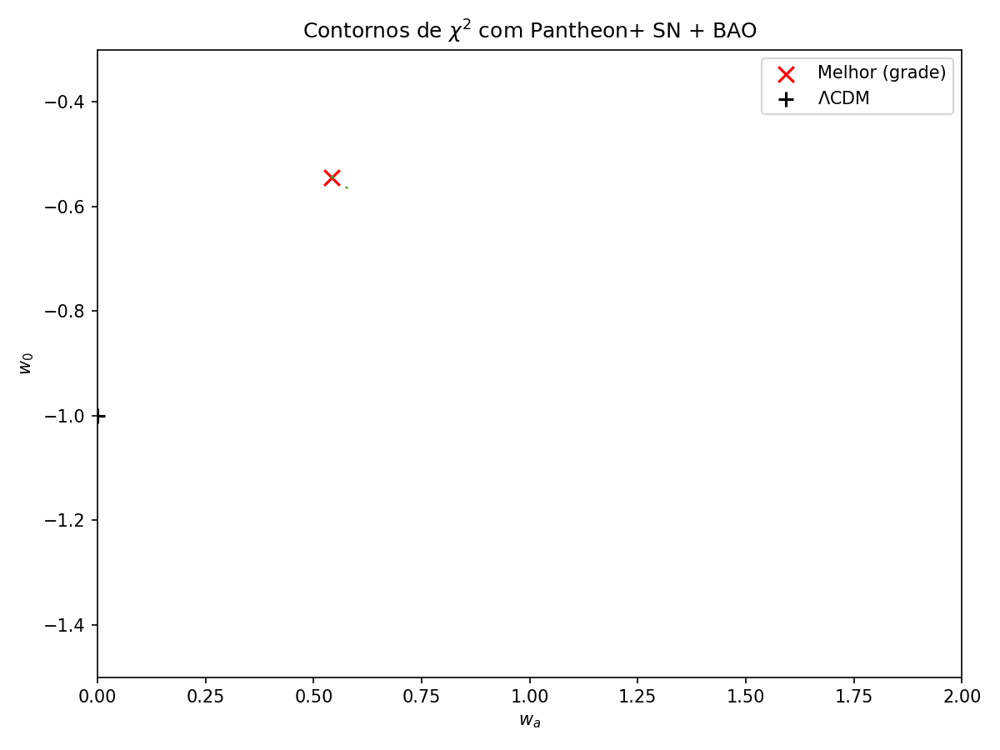 Contornos de χ² com Pantheon+ SN + BAO
Melhor (grade)
ΛCDM
−0.4
−0.6
−0.8
−1.0
−1.2
−1.4
w₀
0.00 0.25 0.50 0.75 1.00 1.25 1.50 1.75 2.00
wₐ